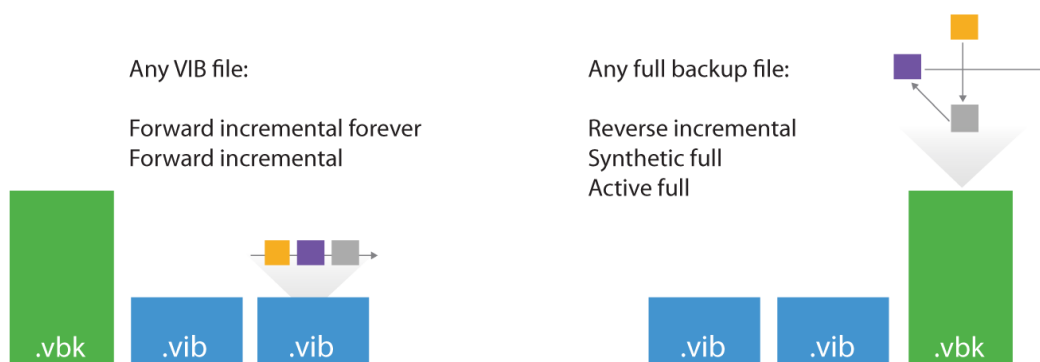 Any VIB file:
Forward incremental forever
Forward incremental
.vbk
.vib
.vib
Any full backup file:
Reverse incremental
Synthetic full
Active full
.vib
.vib
.vbk